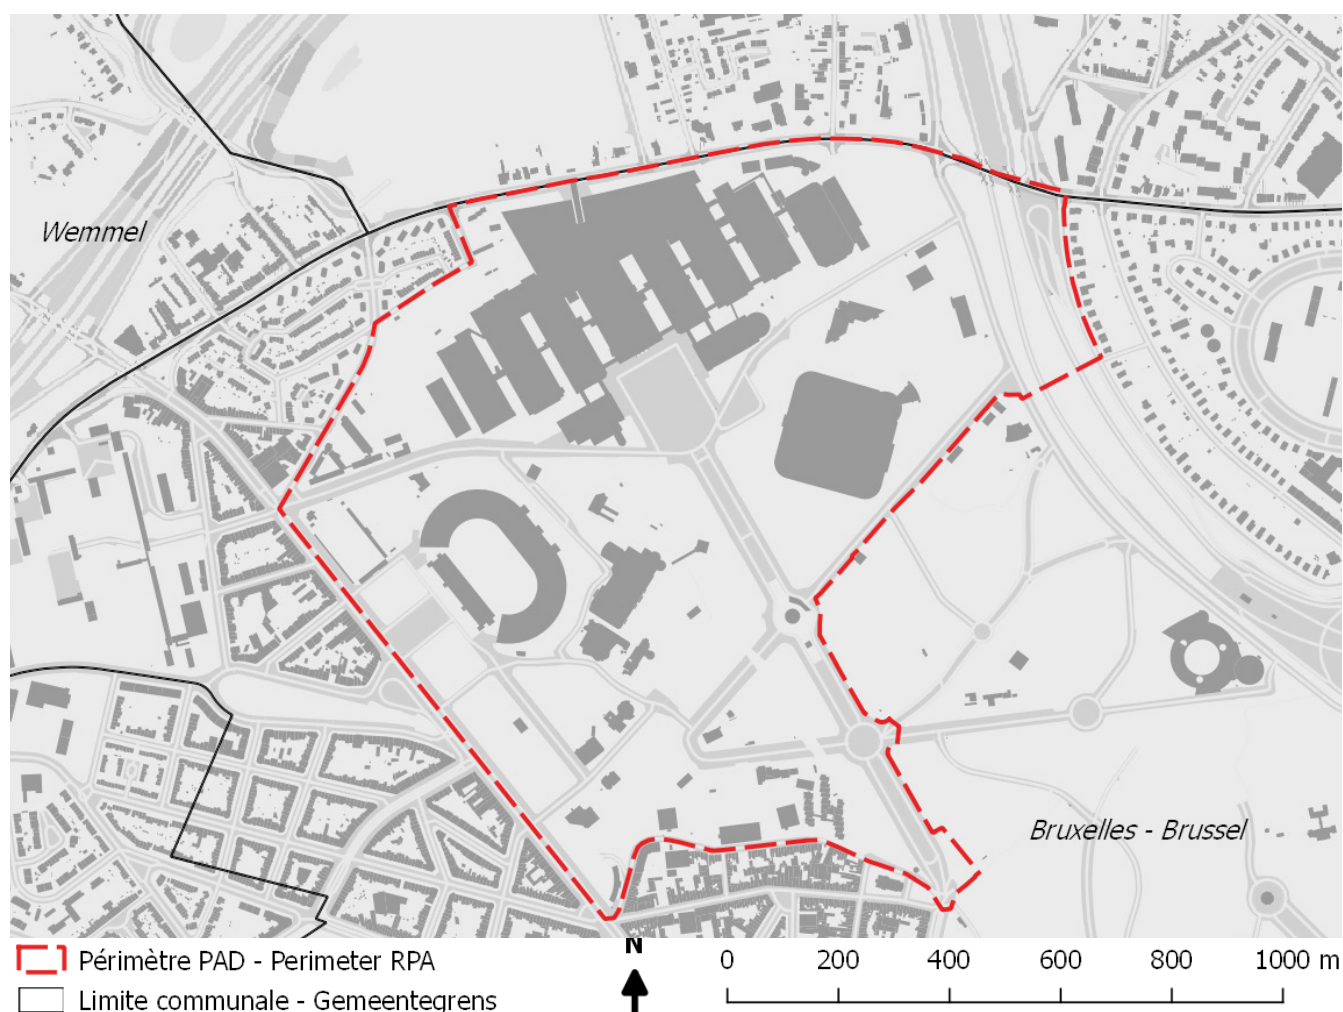 Wemmel
Bruxelles - Brussel
Périmètre PAD - Perimeter RPA
Limite communale - Gemeentegrens
N
0 200 400 600 800 1000 m